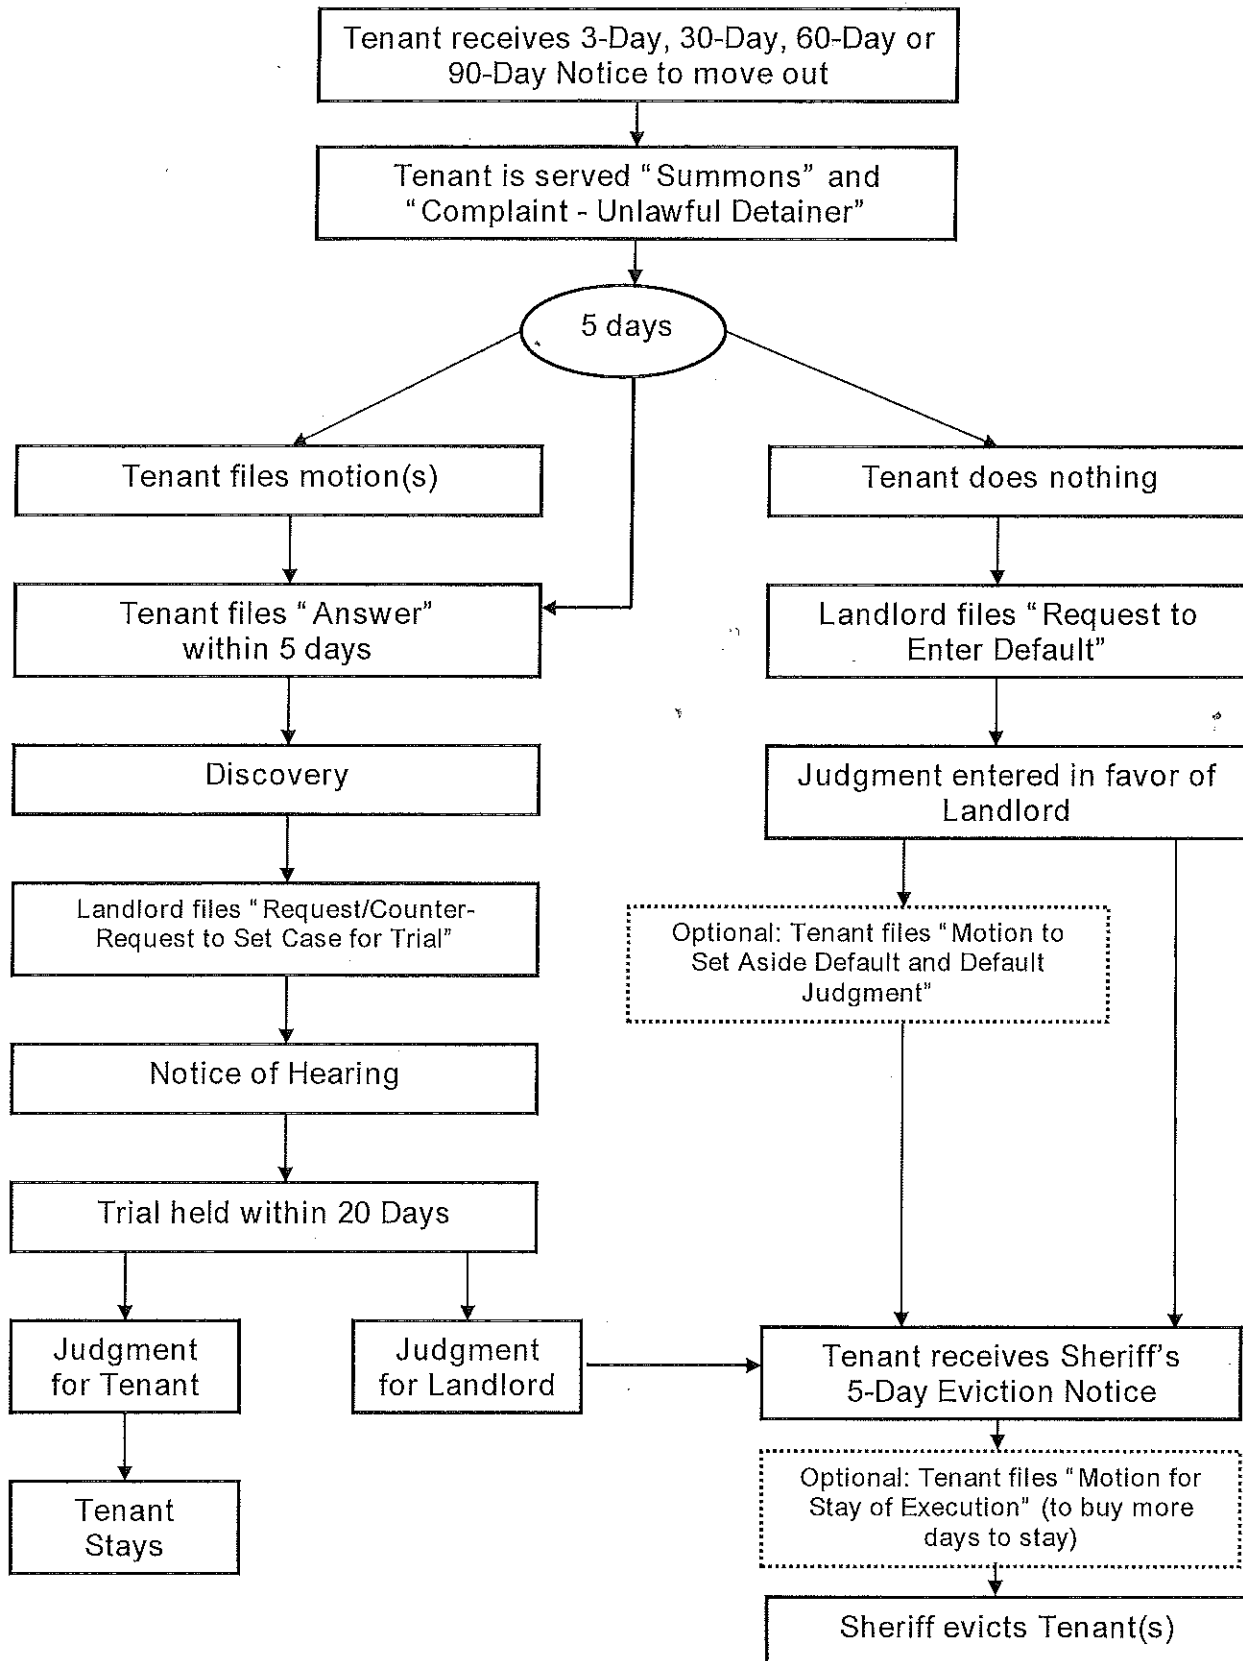 Tenant receives 3-Day, 30-Day, 60-Day or
90-Day Notice to move out
Tenant is served “Summons” and
“Complaint - Unlawful Detainer”
5 days
Tenant files motion(s)
Tenant does nothing
Tenant files “Answer”
within 5 days
Landlord files “Request to
Enter Default”
Discovery
Judgment entered in favor of
Landlord
Landlord files “Request/Counter-
Request to Set Case for Trial”
Optional: Tenant files “Motion to
Set Aside Default and Default
Judgment”
Notice of Hearing
Trial held within 20 Days
Judgment
for Tenant
Judgment
for Landlord
Tenant receives Sheriff’s
5-Day Eviction Notice
Tenant
Stays
Optional: Tenant files “Motion for
Stay of Execution” (to buy more
days to stay)
Sheriff evicts Tenant(s)